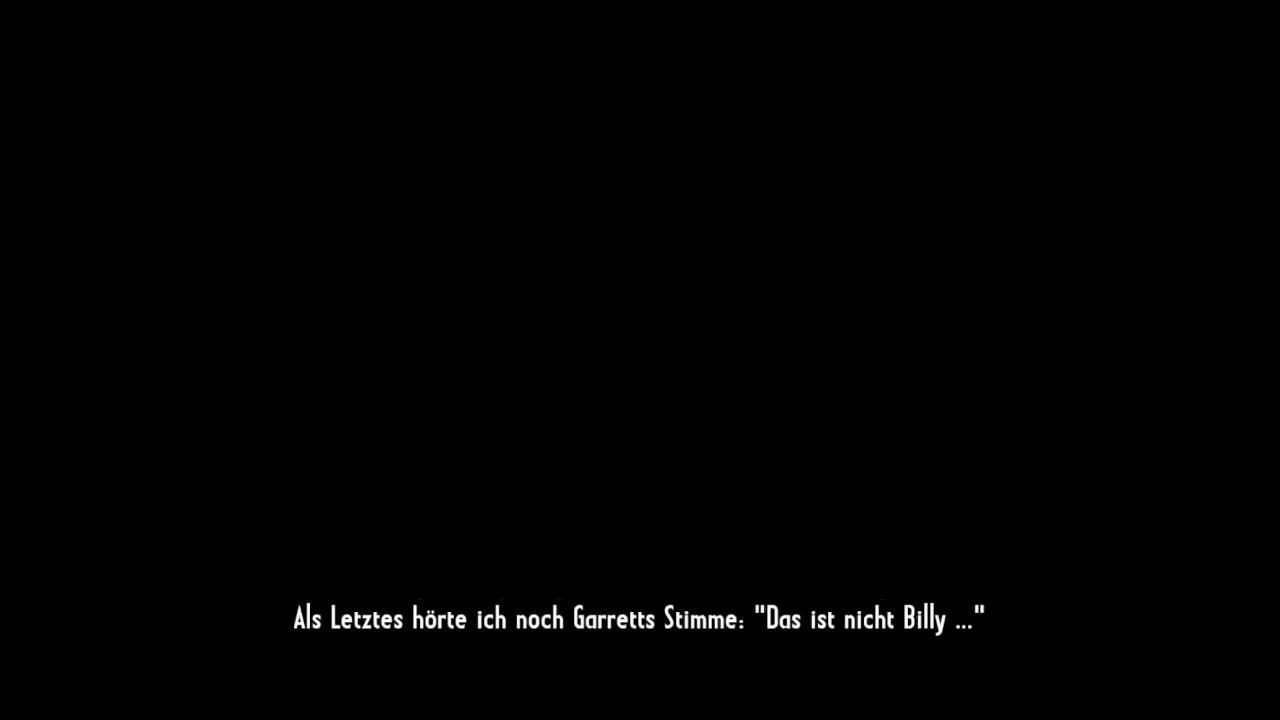 Als Letztes hörte ich noch Garretts Stimme: "Das ist nicht Billy ..."